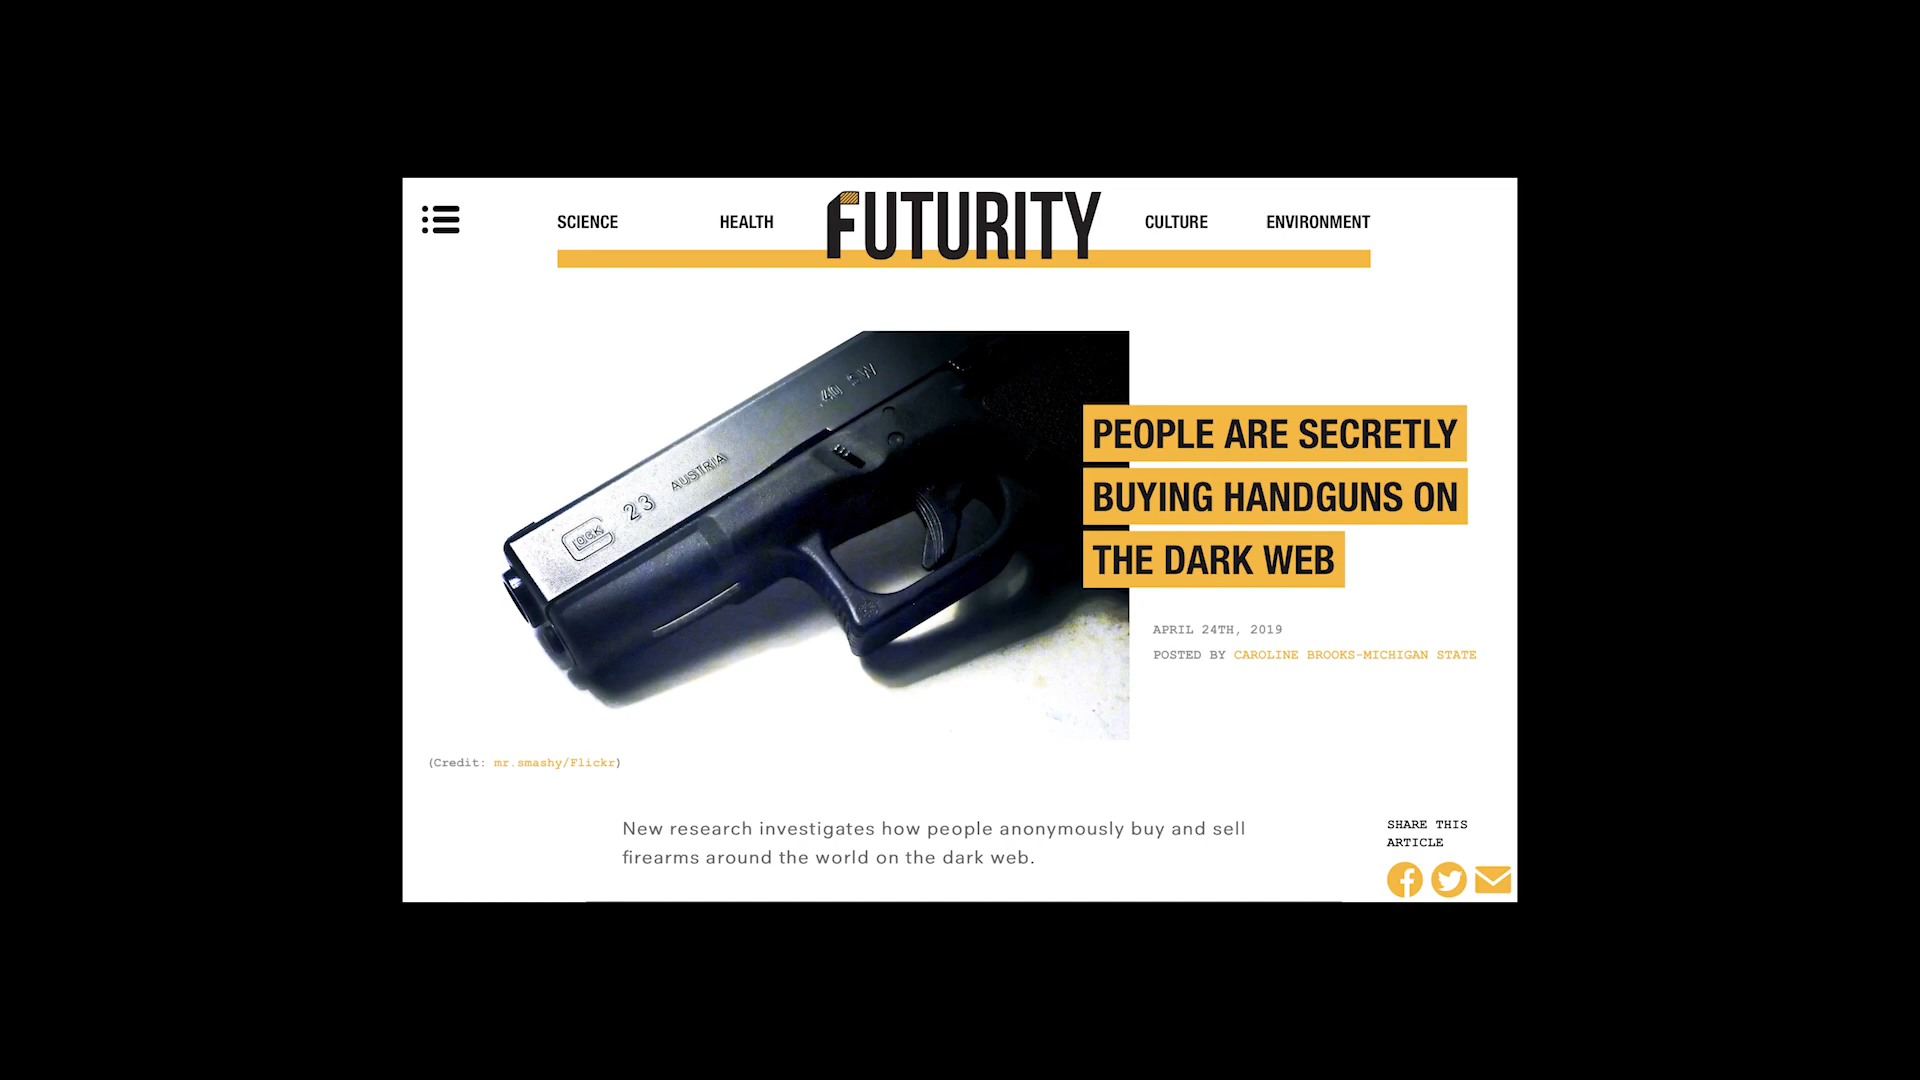 SCIENCE
HEALTH
FUTURITY
CULTURE
ENVIRONMENT
.40 SW
AUSTRIA
23
GLOCK
PEOPLE ARE SECRETLY
BUYING HANDGUNS ON
THE DARK WEB
APRIL 24TH, 2019
POSTED BY CAROLINE BROOKS-MICHIGAN STATE
(Credit: mr.smashy/Flickr)
New research investigates how people anonymously buy and sell
firearms around the world on the dark web.
SHARE THIS
ARTICLE